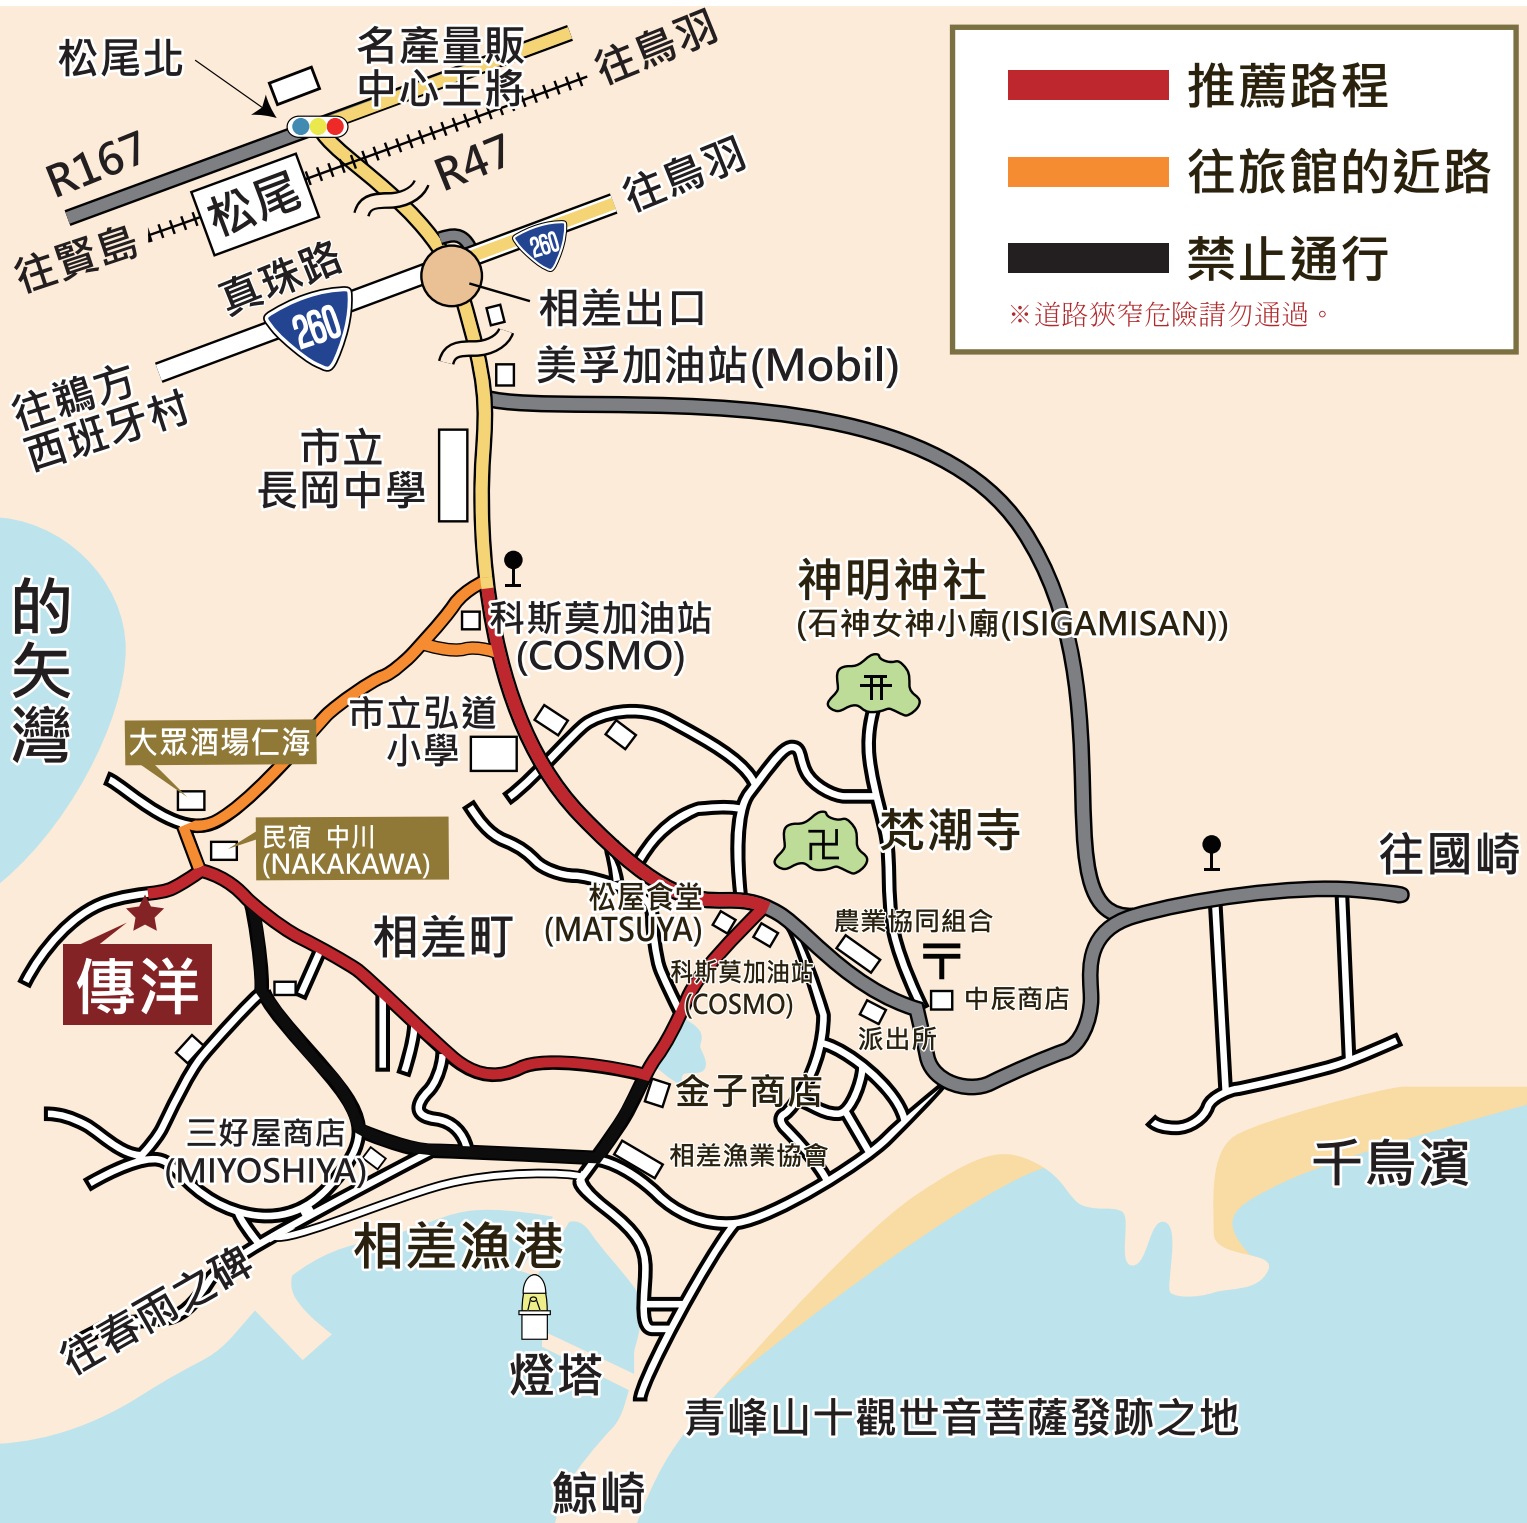 松尾北
名產量販
中心王將
往鳥羽
推薦路程
往旅館的近路
禁止通行
※道路狹窄危險請勿通過。
R167
松尾
R47
往鳥羽
往賢島
真珠路
260
260
相差出口
美孚加油站(Mobil)
往鵜方
西班牙村
市立
長岡中學
的矢灣
科斯莫加油站
(COSMO)
神明神社
(石神女神小廟(ISIGAMISAN))
市立弘道
小學
大眾酒場仁海
民宿 中川
(NAKAKAWA)
梵潮寺
卍
往國崎
松屋食堂
(MATSUYA)
相差町
農業協同組合
〒
科斯莫加油站
(COSMO)
中辰商店
派出所
傳洋
金子商店
三好屋商店
(MIYOSHIYA)
相差漁業協會
千鳥濱
相差漁港
往春雨之碑
燈塔
青峰山十觀世音菩薩發跡之地
鯨崎